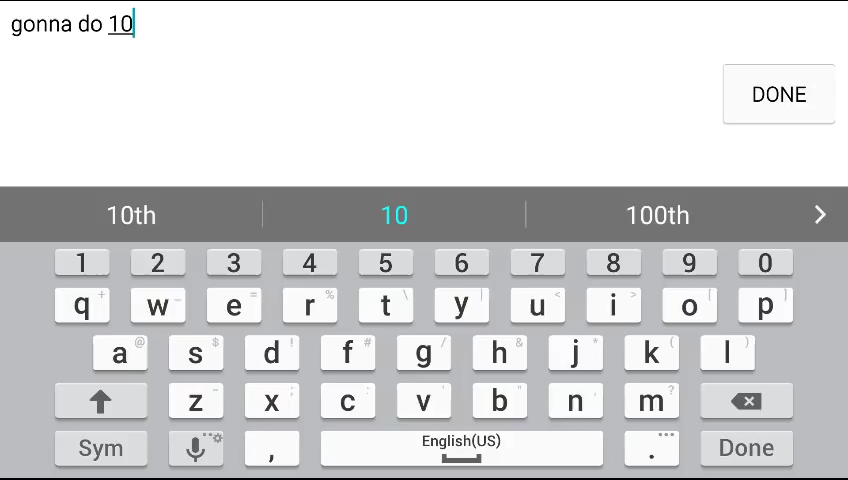 gonna do 10
DONE
10th 10 100th >
1 2 3 4 5 6 7 8 9 0
q + w _ e = r % t \ y | u < i > o [ p ]
a @ s $ d ! f # g / h & j * k ( l )
z - x ; c : v ' b " n , m ?
Sym , English(US) . Done